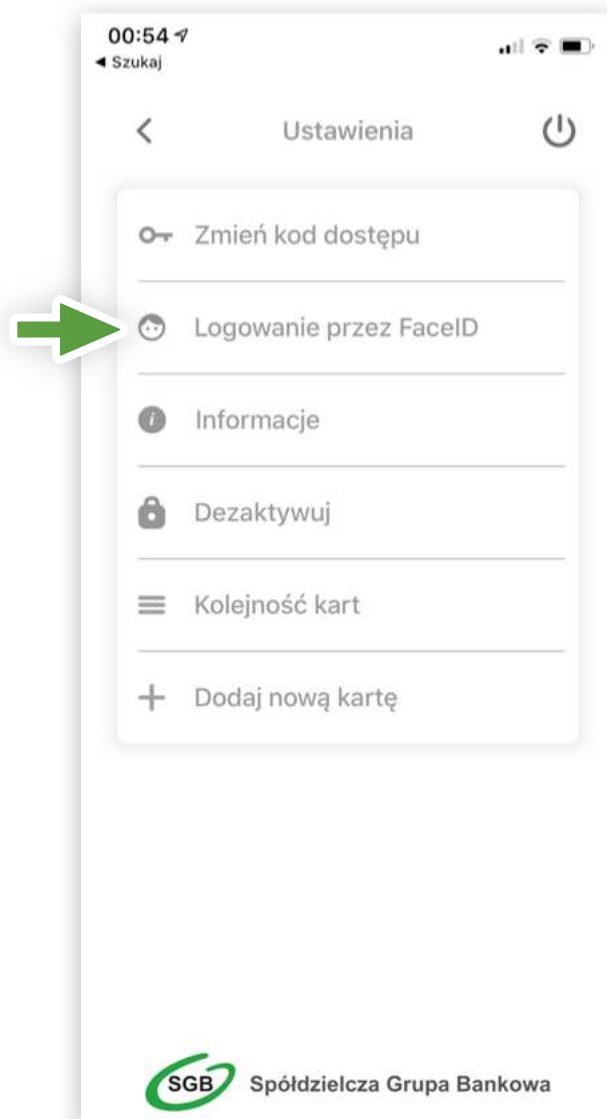 00:54
◀ Szukaj
Ustawienia
Zmień kod dostępu
Logowanie przez FaceID
Informacje
Dezaktywuj
Kolejność kart
Dodaj nową kartę
SGB Spółdzielcza Grupa Bankowa